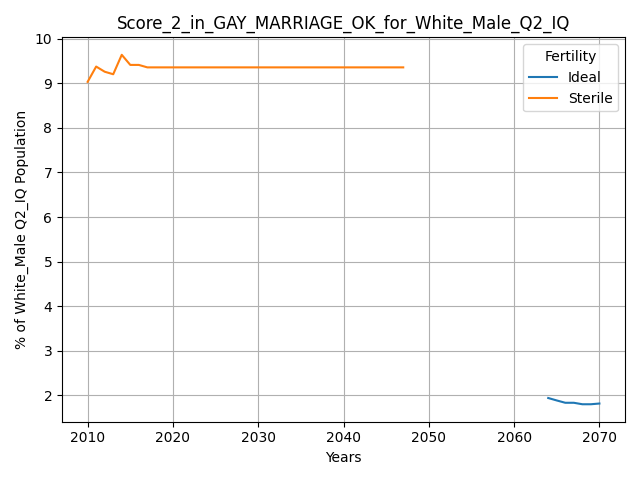 Score_2_in_GAY_MARRIAGE_OK_for_White_Male_Q2_IQ
% of White_Male Q2_IQ Population
10
9
8
7
6
5
4
3
2
Fertility
Ideal
Sterile
2010 2020 2030 2040 2050 2060 2070
Years